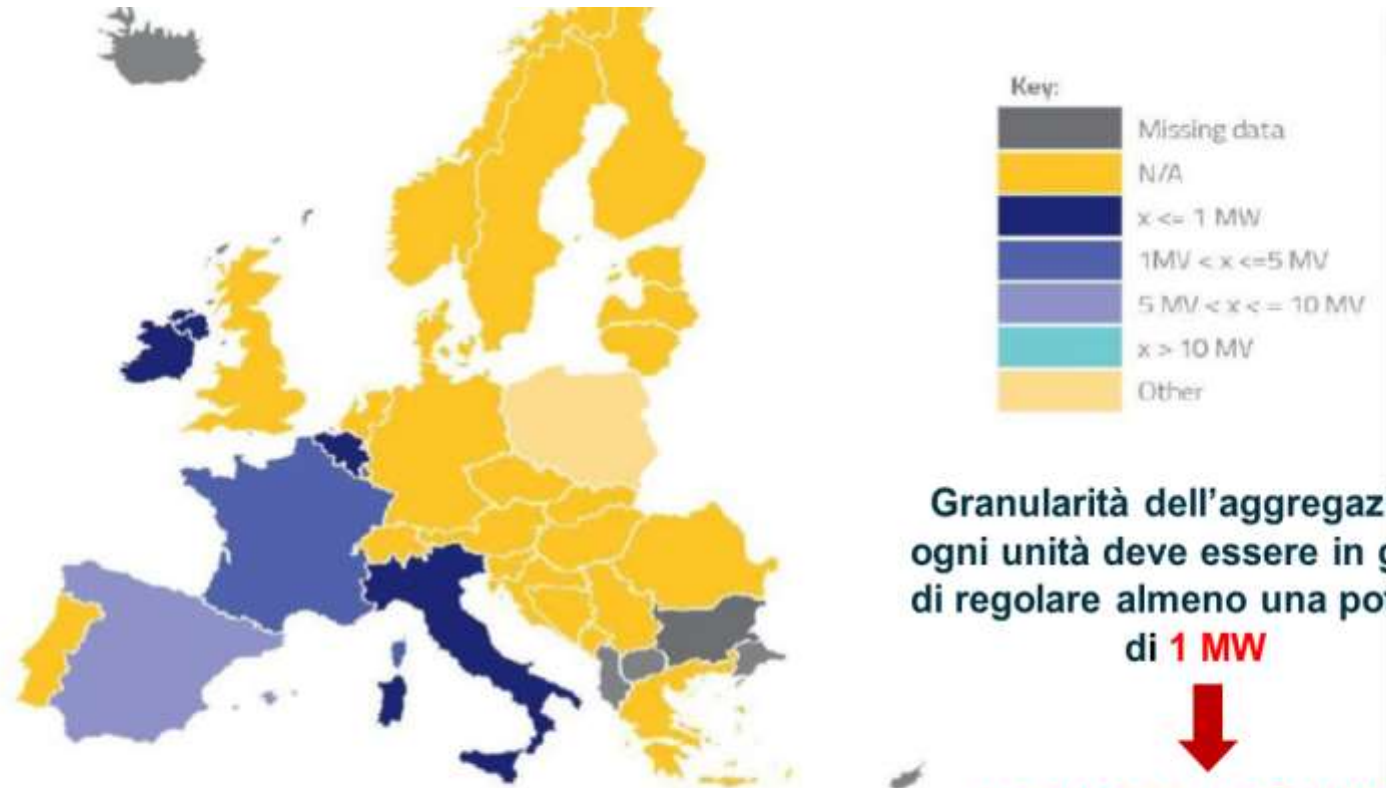 Key:
Missing data
N/A
x <= 1 MW
1MV < x <=5 MV
5 MV < x < = 10 MV
x > 10 MV
Other
Granularità dell'aggregaz
ogni unità deve essere in g
di regolare almeno una po
di 1 MW